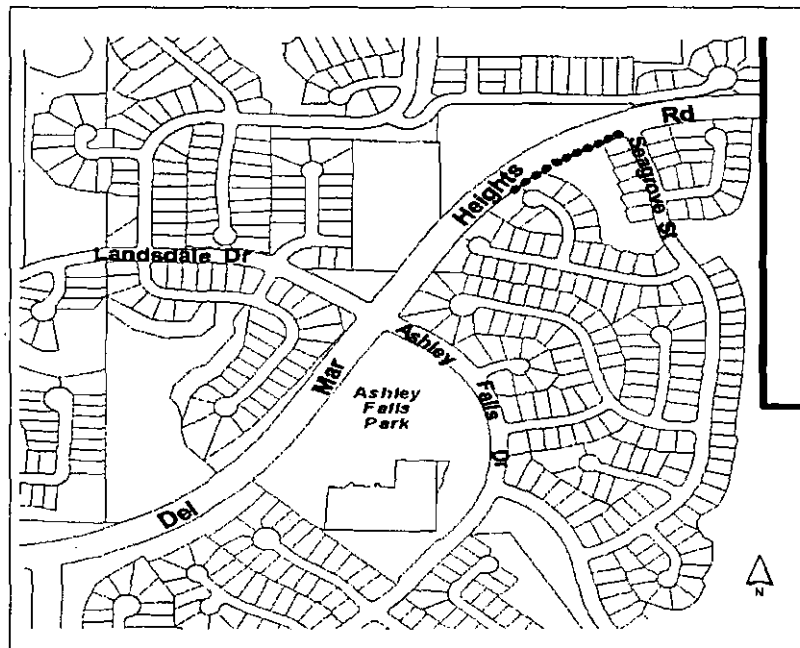 Rd
Seagrove St
Heights
Landsdale Dr
Ashley
Mar
Falls
Ashley
Falls
Park
Dr
Del
N